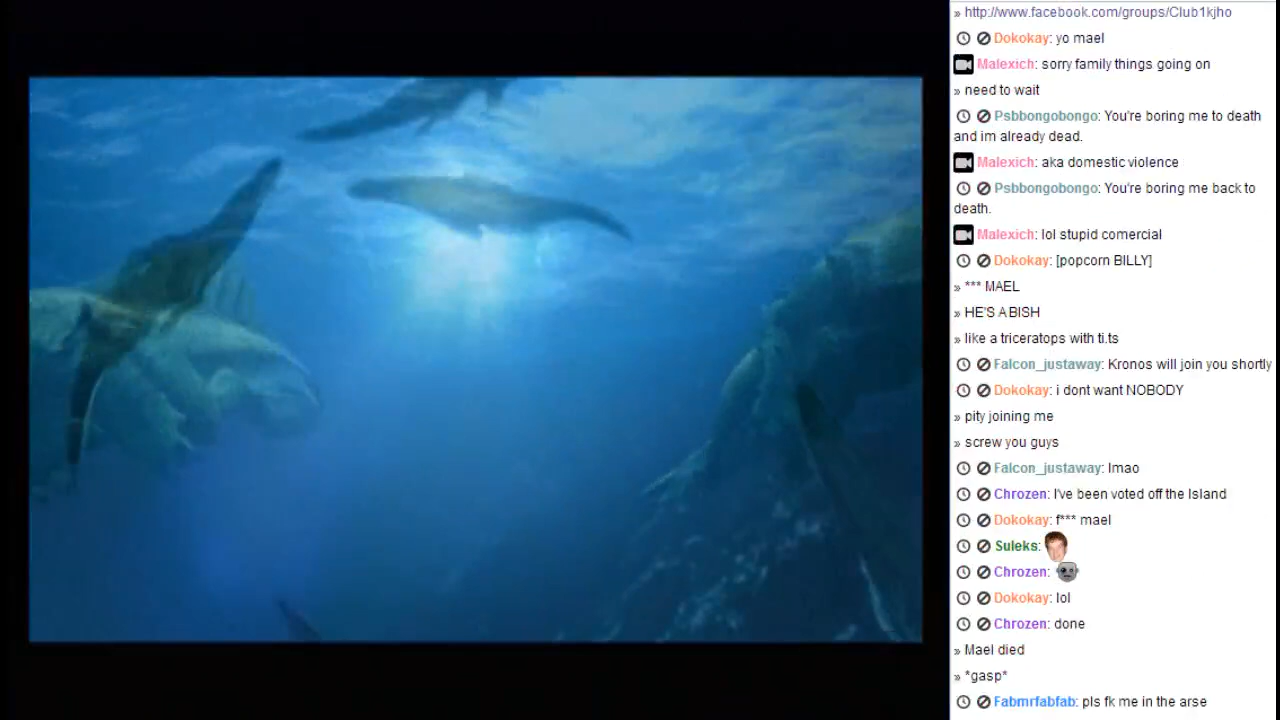 » http://www.facebook.com/groups/Club1kjho
Dokokay: yo mael
Malexich: sorry family things going on
» need to wait
Psbbongobongo: You're boring me to death
and im already dead.
Malexich: aka domestic violence
Psbbongobongo: You're boring me back to
death.
Malexich: lol stupid comercial
Dokokay: [popcorn BILLY]
» *** MAEL
» HE'S A BISH
» like a triceratops with ti.ts
Falcon_justaway: Kronos will join you shortly
Dokokay: i dont want NOBODY
» pity joining me
» screw you guys
Falcon_justaway: lmao
Chrozen: I've been voted off the Island
Dokokay: f*** mael
Suleks:
Chrozen:
Dokokay: lol
Chrozen: done
» Mael died
» *gasp*
Fabmrfabfab: pls fk me in the arse